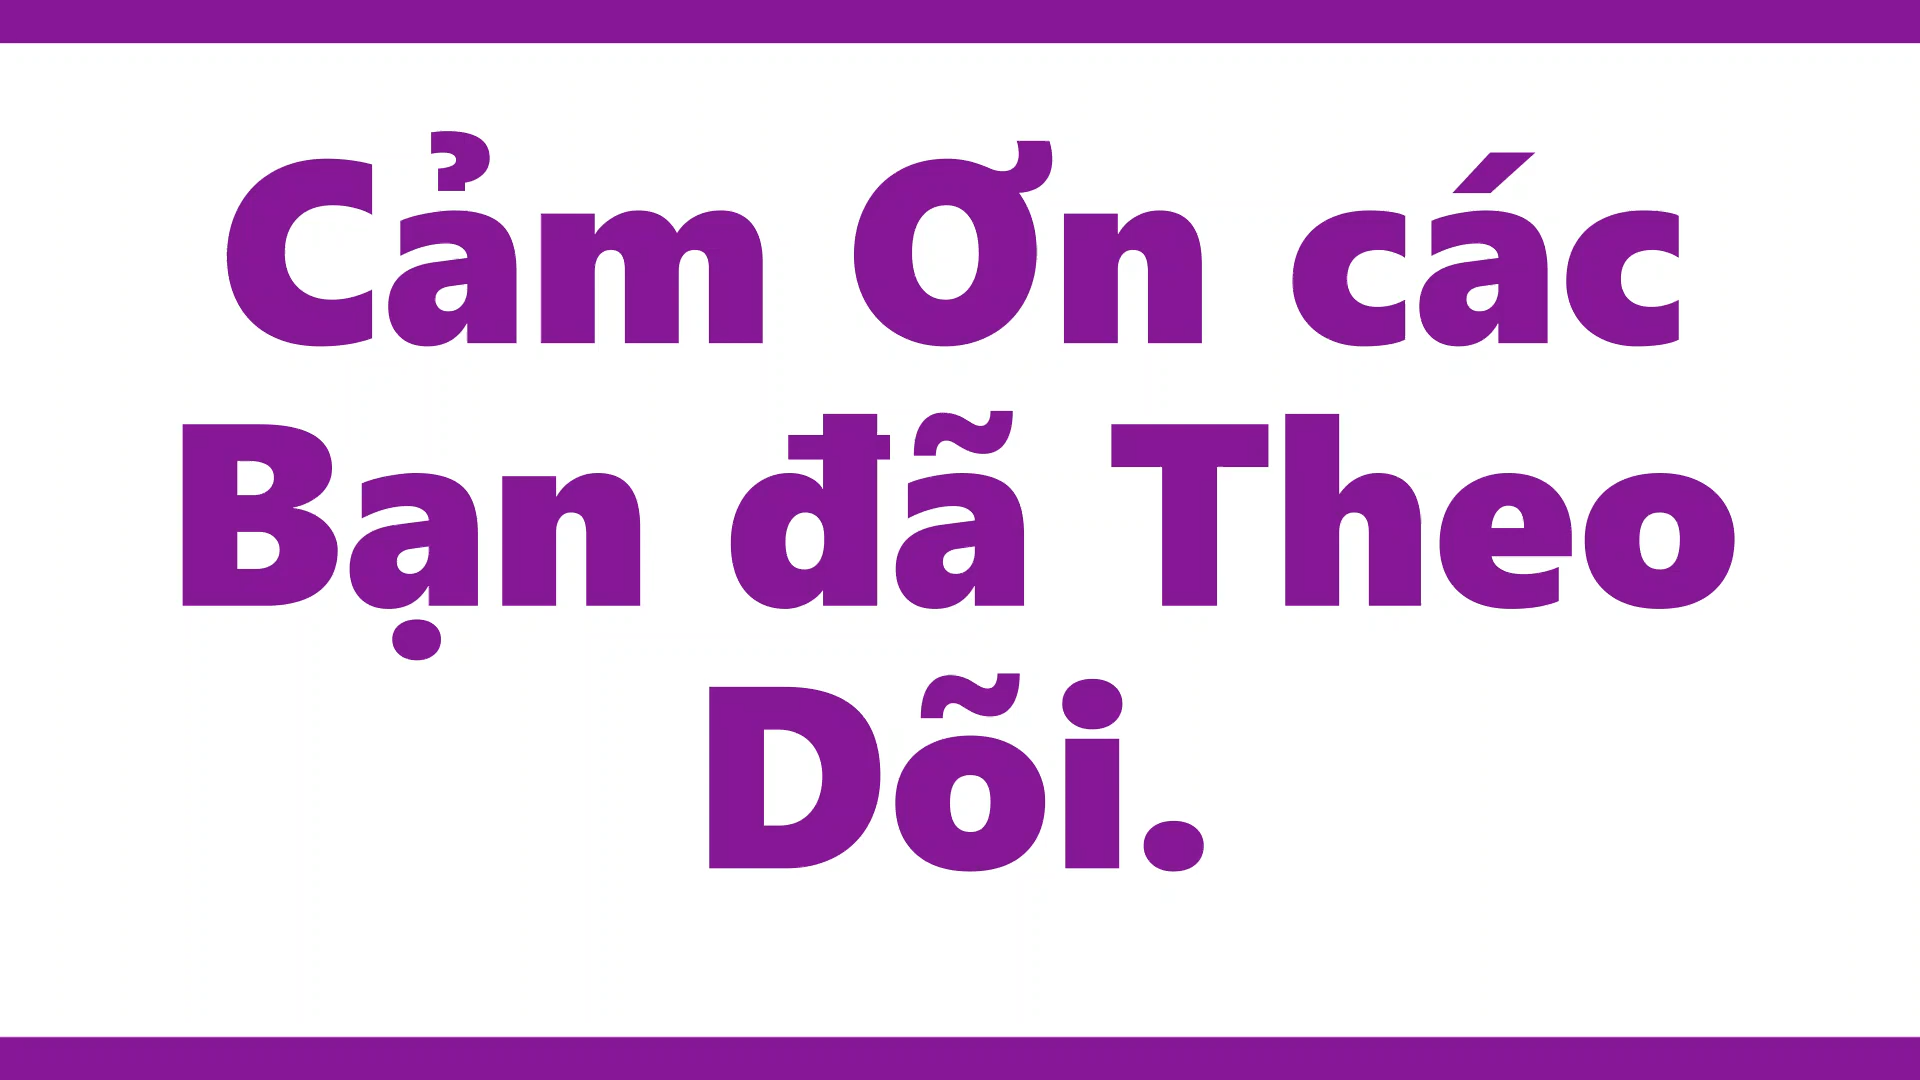 Cảm Ơn các
Bạn đã Theo
Dõi.